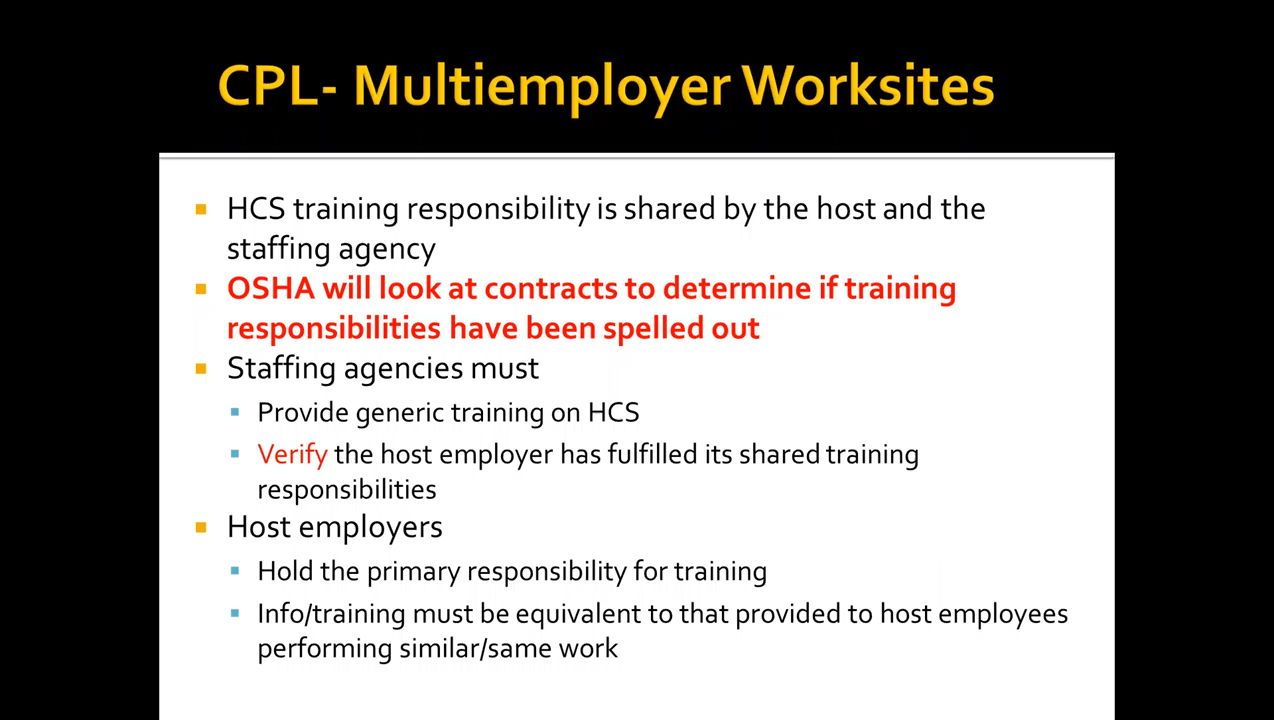 CPL- Multiemployer Worksites
HCS training responsibility is shared by the host and the
staffing agency
OSHA will look at contracts to determine if training
responsibilities have been spelled out
Staffing agencies must
Provide generic training on HCS
Verify the host employer has fulfilled its shared training
responsibilities
Host employers
Hold the primary responsibility for training
Info/training must be equivalent to that provided to host employees
performing similar/same work